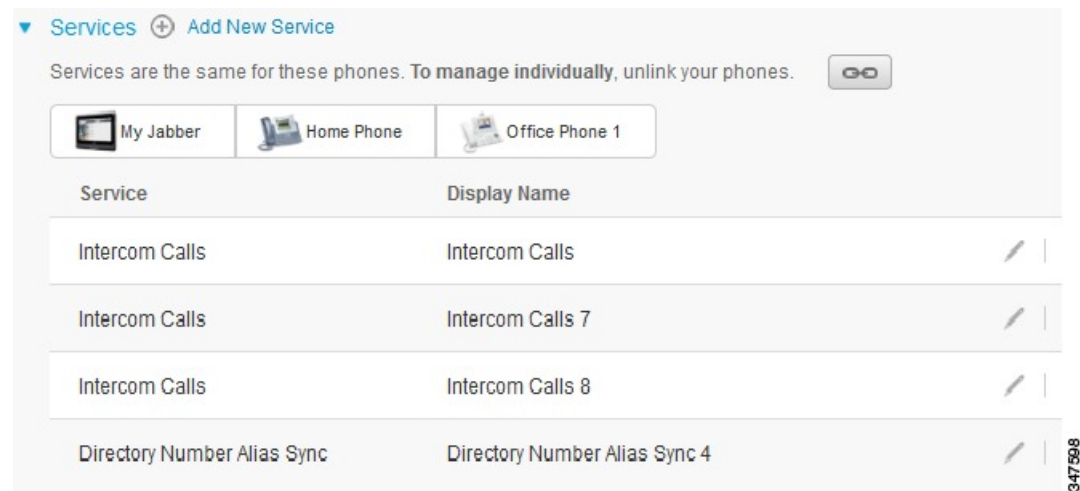 Services Add New Service
Services are the same for these phones. To manage individually, unlink your phones.
My Jabber Home Phone Office Phone 1
Service Display Name
Intercom Calls Intercom Calls
Intercom Calls Intercom Calls 7
Intercom Calls Intercom Calls 8
Directory Number Alias Sync Directory Number Alias Sync 4
347598